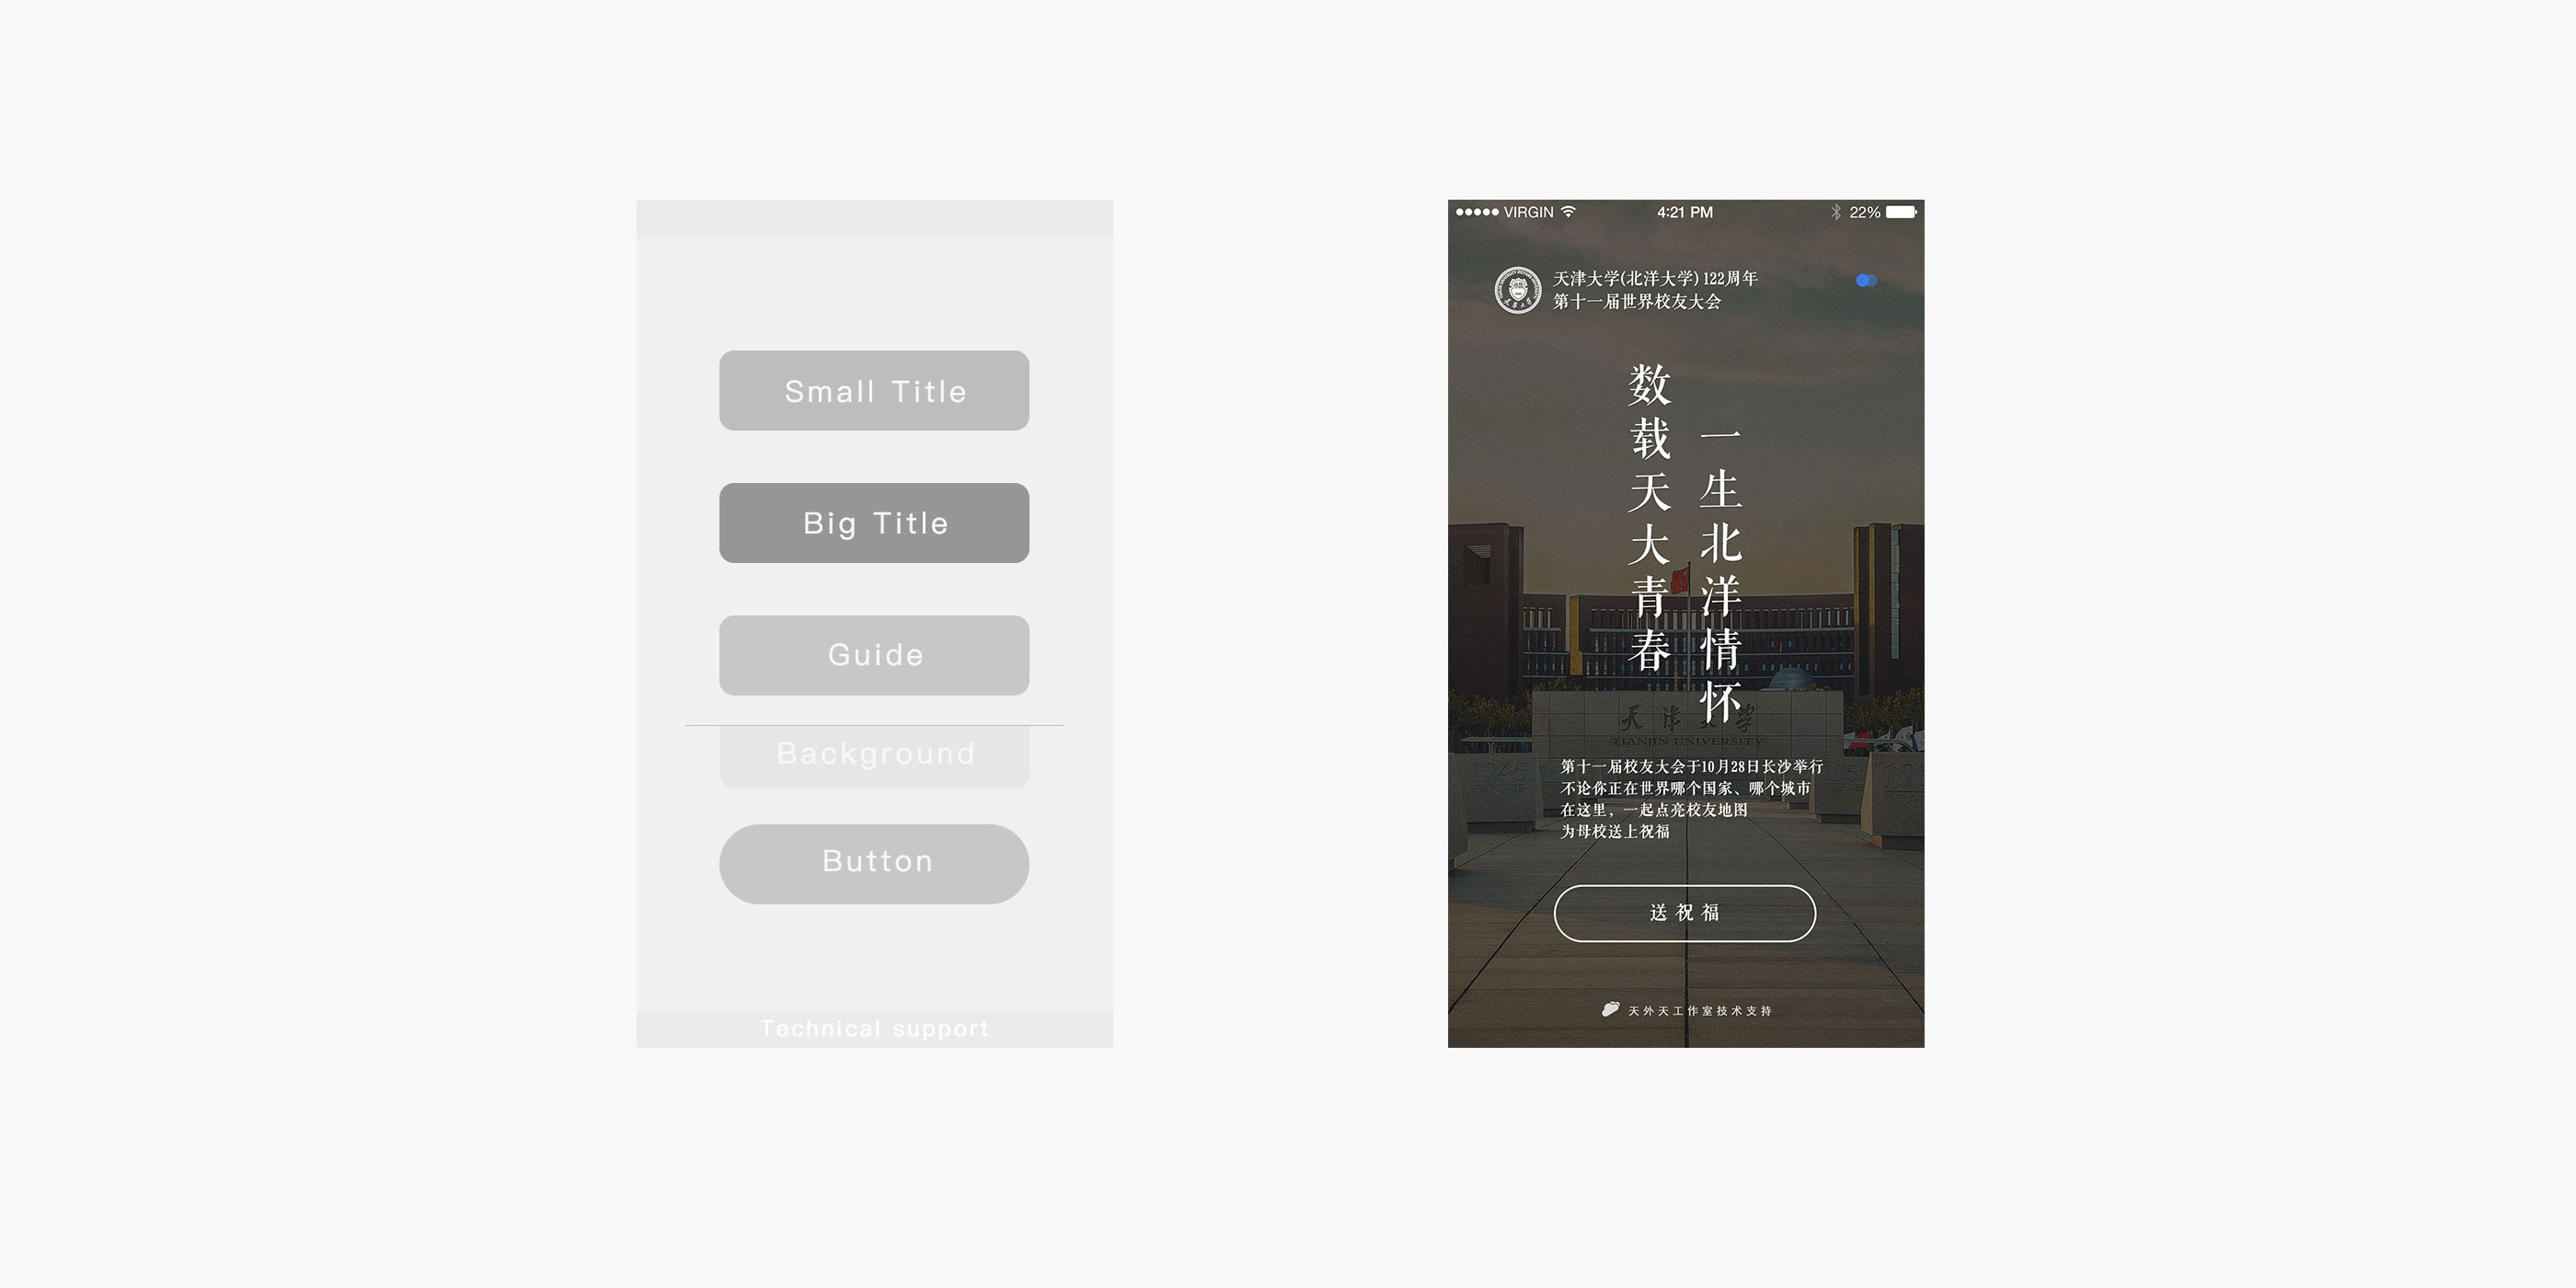 Small Title
Big Title
Guide
Background
Button
Technical support
VIRGIN
4:21 PM
22%
天津大学(北洋大学) 122周年
第十一届世界校友大会
数载天大青春
一生北洋情怀
天津大学
TIANJIN UNIVERSITY
第十一届校友大会于10月28日长沙举行
不论你正在世界哪个国家、哪个城市
在这里，一起点亮校友地图
为母校送上祝福
送祝福
天外天工作室技术支持